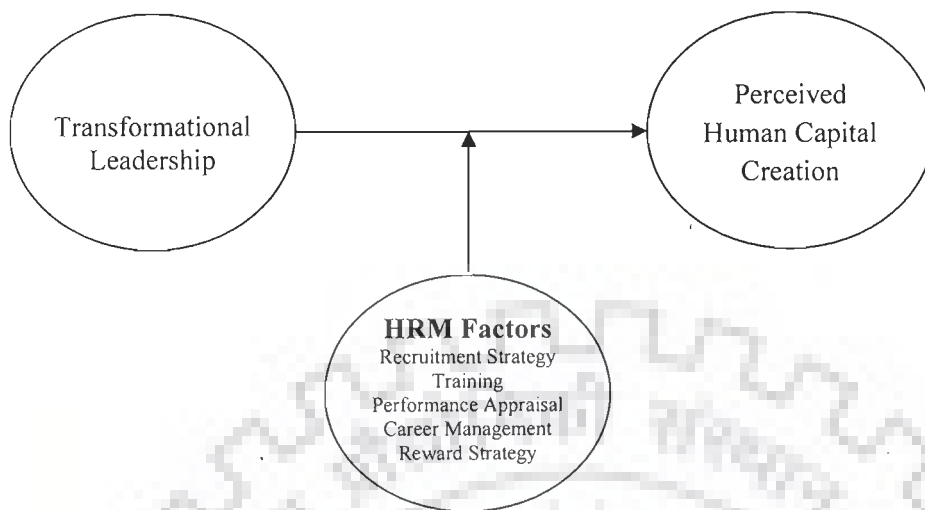 Transformational
Leadership
Perceived
Human Capital
Creation
HRM Factors
Recruitment Strategy
Training
Performance Appraisal
Career Management
Reward Strategy